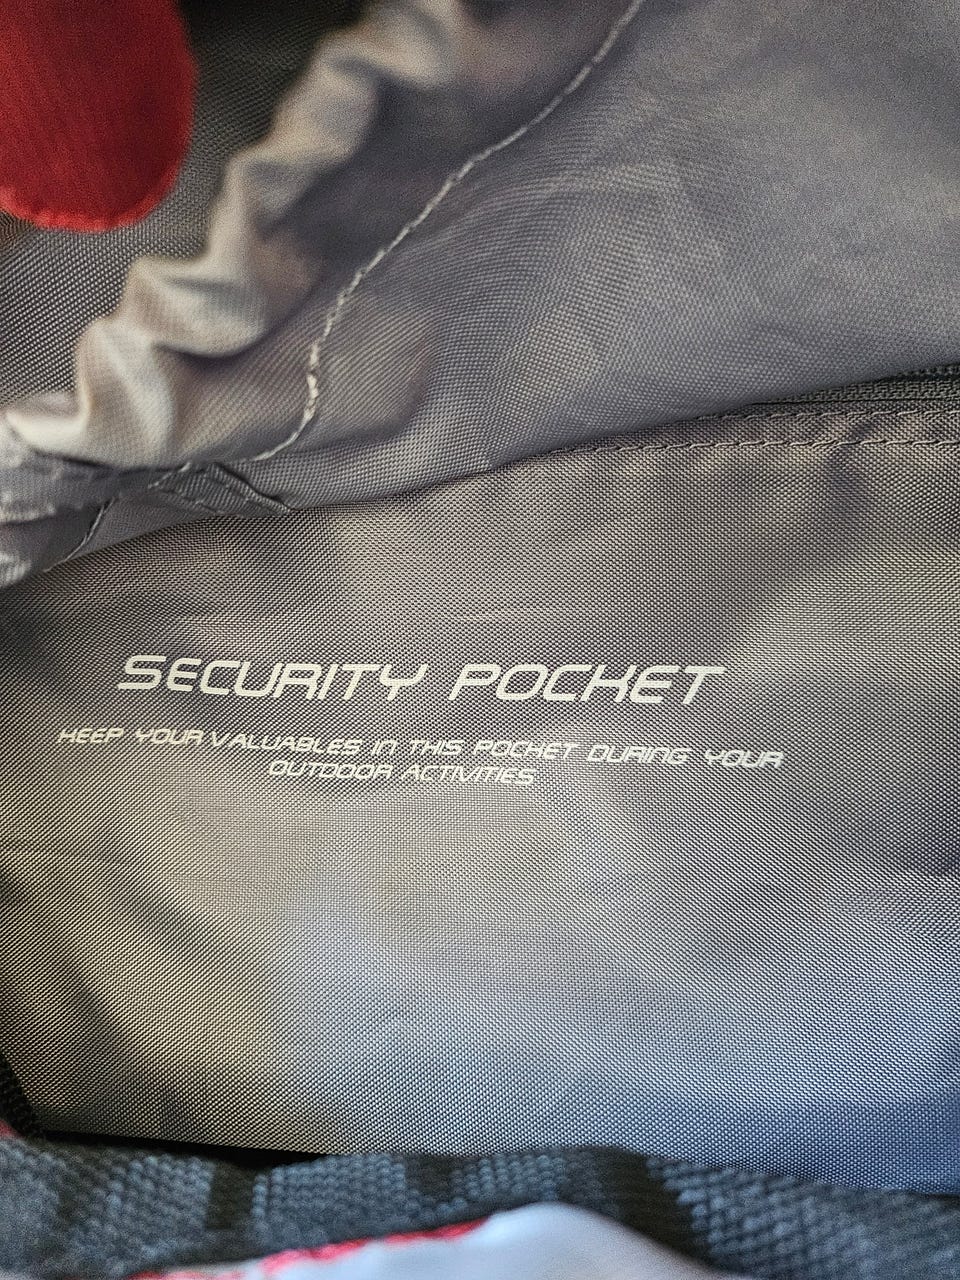 SECURITY POCKET
KEEP YOUR VALUABLES IN THIS POCKET DURING YOUR
OUTDOOR ACTIVITIES